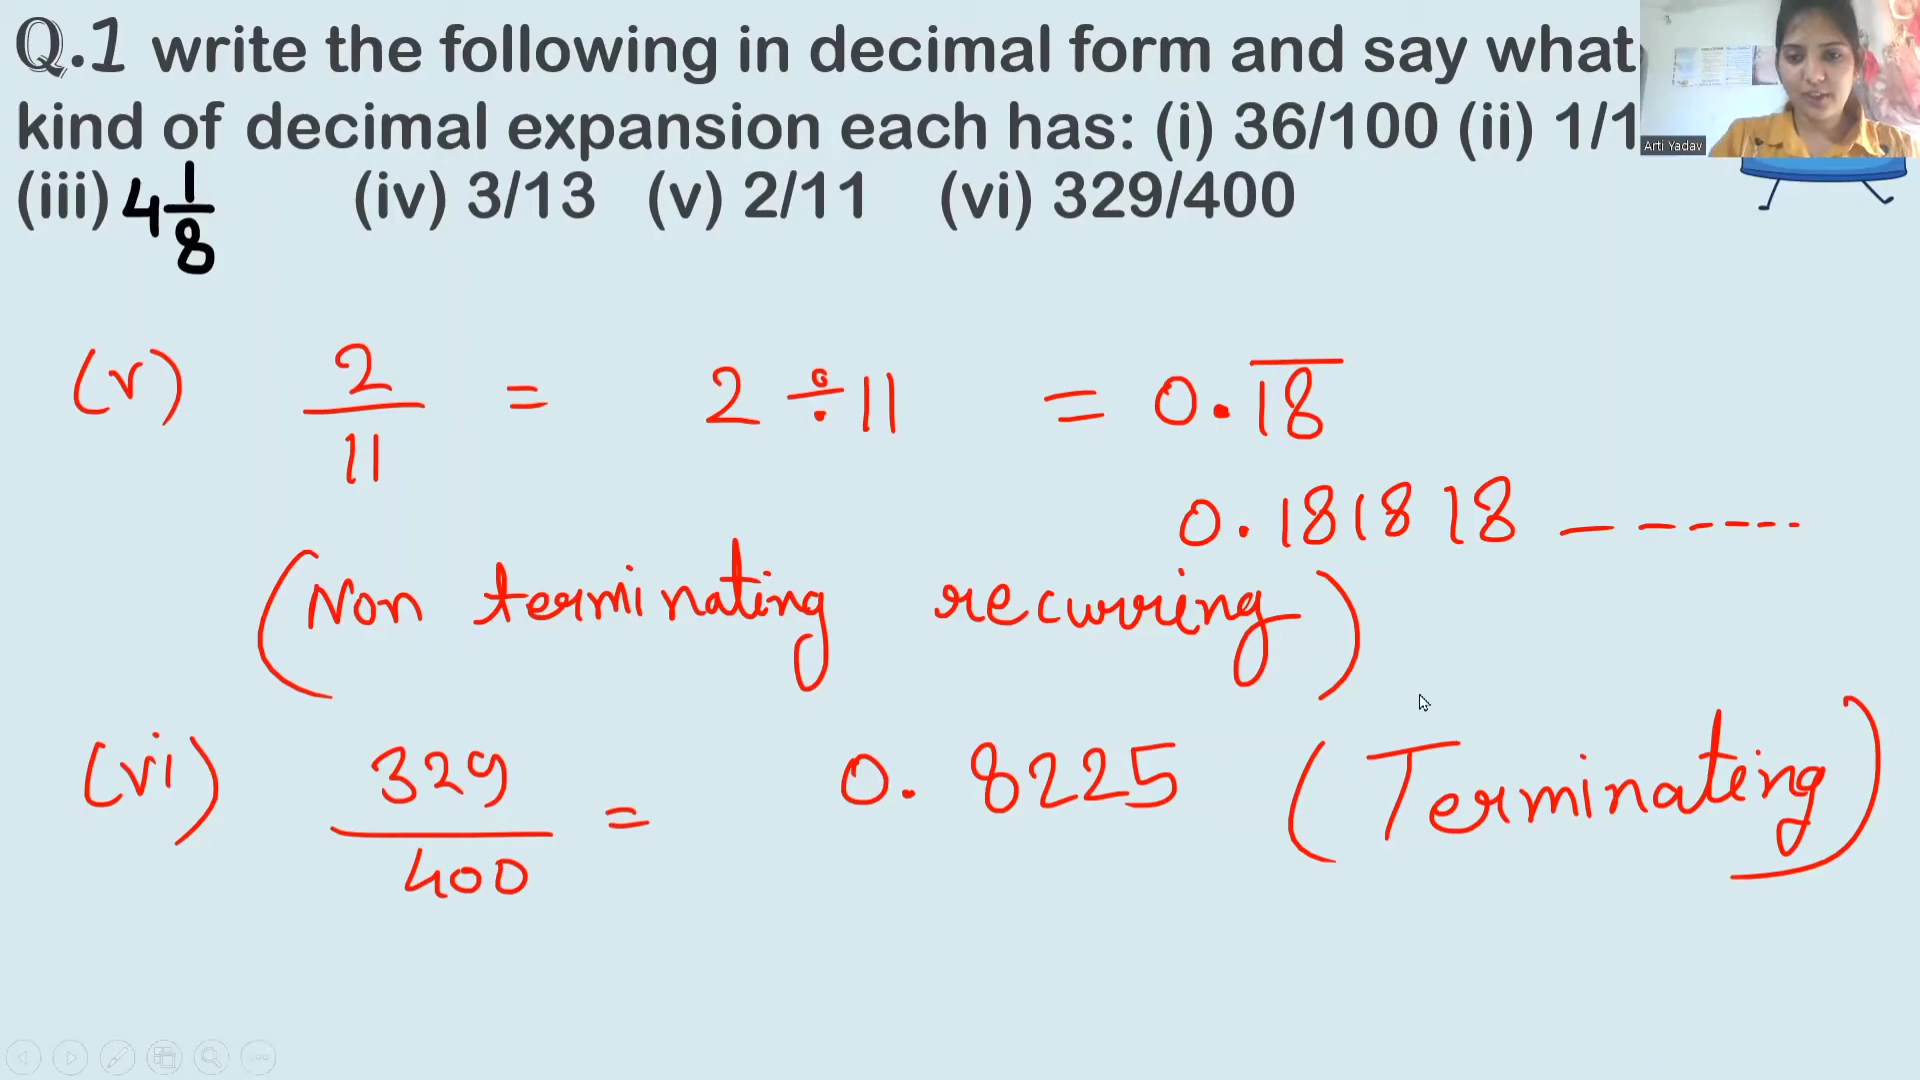 Q.1 write the following in decimal form and say what
kind of decimal expansion each has: (i) 36/100 (ii) 1/1
(iii) 4 1/8 (iv) 3/13 (v) 2/11 (vi) 329/400
Arti Yadav
(v) 2/11 = 2 ÷ 11 = 0.1̅8̅
0.181818 ------
(Non terminating recurring)
(vi) 329/400 = 0.8225 (Terminating)